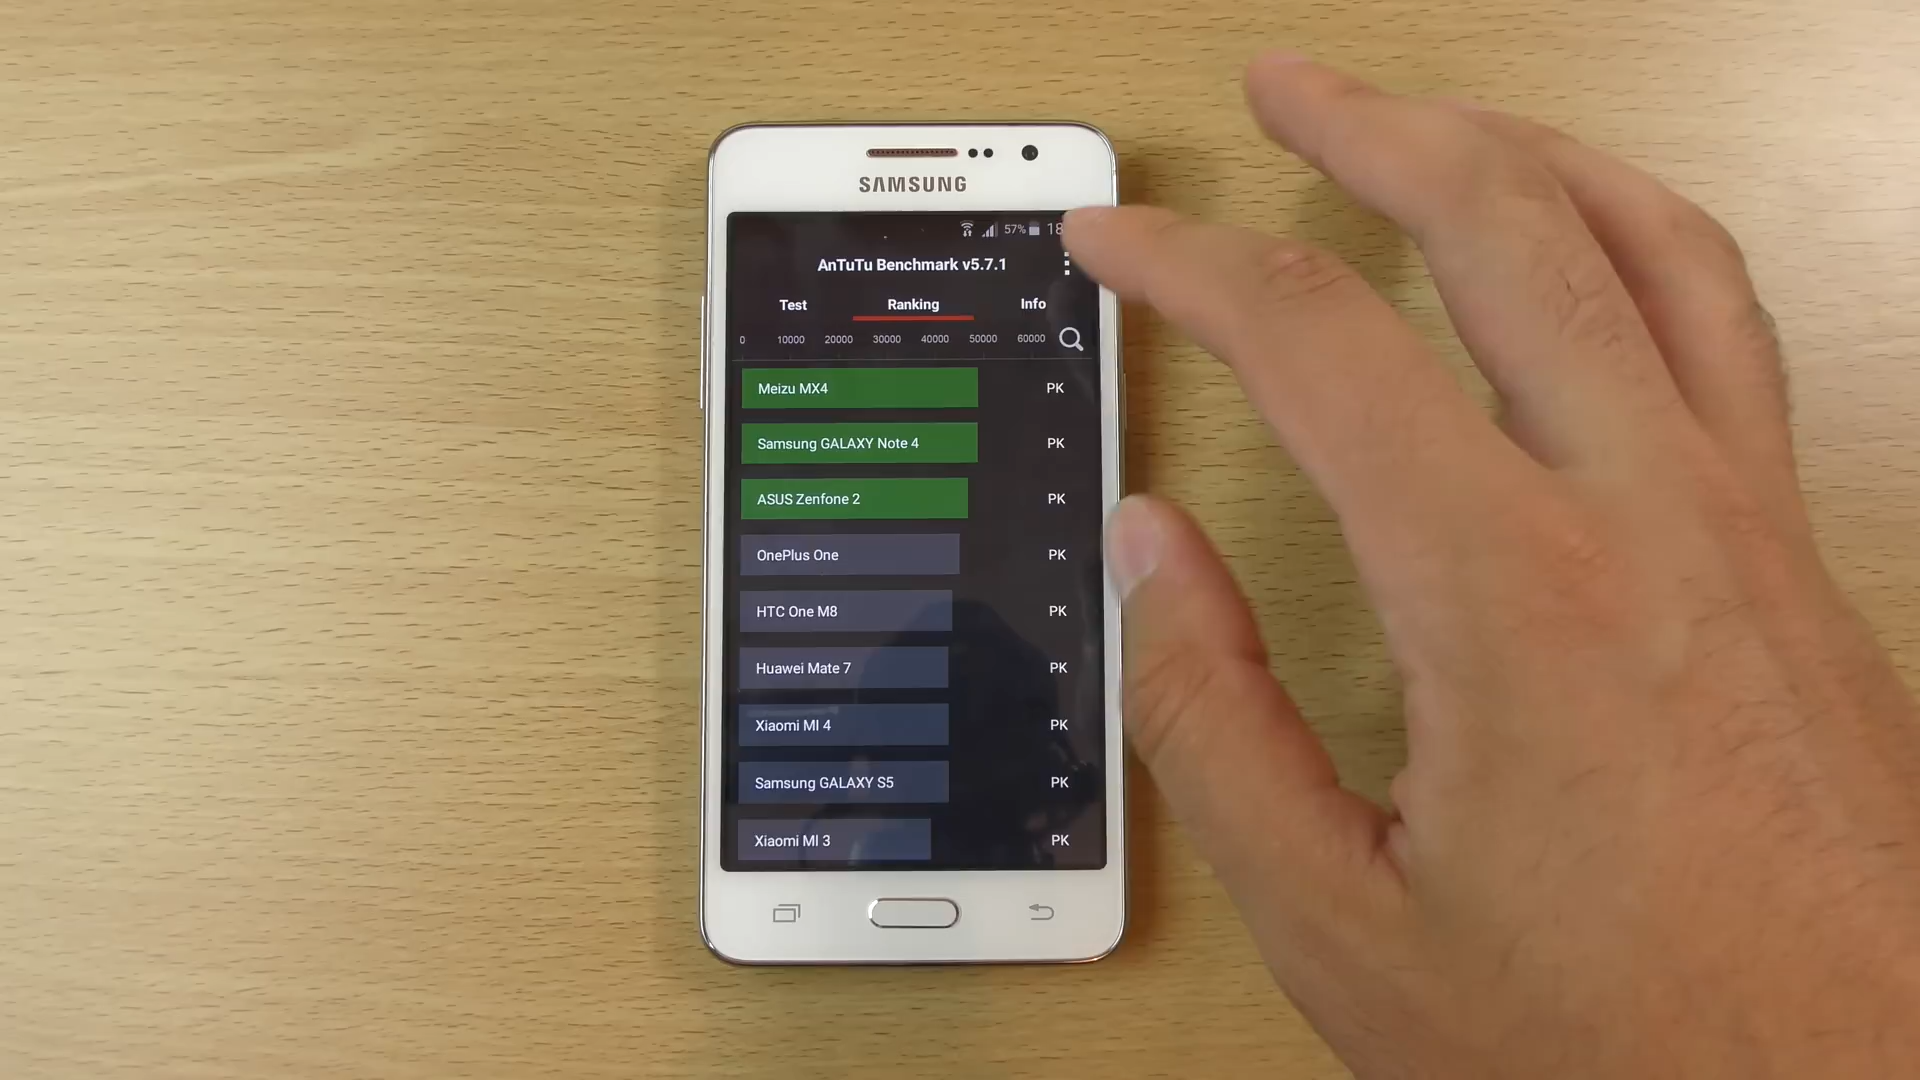 SAMSUNG
57% 18
AnTuTu Benchmark v5.7.1
Test Ranking Info
0 10000 20000 30000 40000 50000 60000
Meizu MX4 PK
Samsung GALAXY Note 4 PK
ASUS Zenfone 2 PK
OnePlus One PK
HTC One M8 PK
Huawei Mate 7 PK
Xiaomi MI 4 PK
Samsung GALAXY S5 PK
Xiaomi MI 3 PK